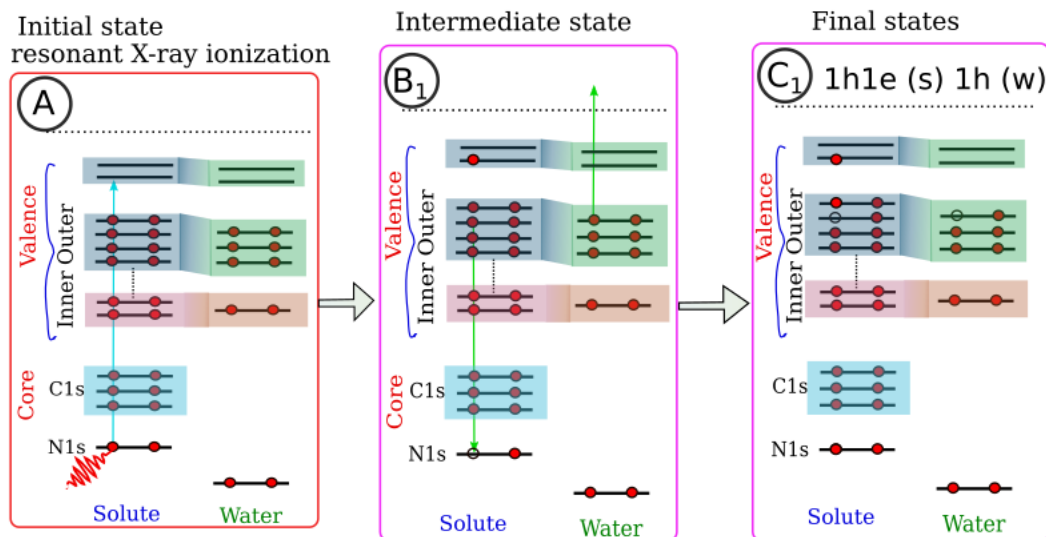 Initial state
resonant X-ray ionization
A
Valence
Inner Outer
Core
C1s
N1s
Solute
Water
Intermediate state
B1
Valence
Inner Outer
Core
C1s
N1s
Solute
Water
Final states
C1 1h1e (s) 1h (w)
Valence
Inner Outer
C1s
N1s
Solute
Water